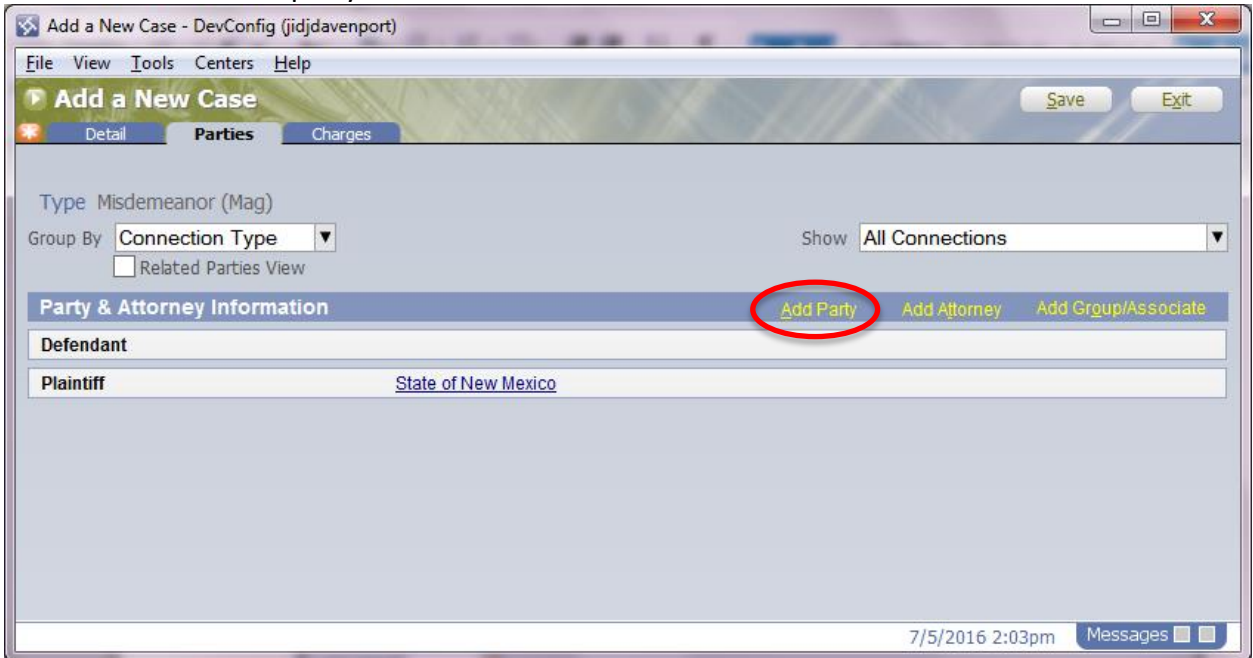 Add a New Case - DevConfig (jidjdavenport)
File View Tools Centers Help
Add a New Case Save Exit
Detail Parties Charges
Type Misdemeanor (Mag)
Group By Connection Type Show All Connections
Related Parties View
Party & Attorney Information Add Party Add Attorney Add Group/Associate
Defendant
Plaintiff State of New Mexico
7/5/2016 2:03pm Messages